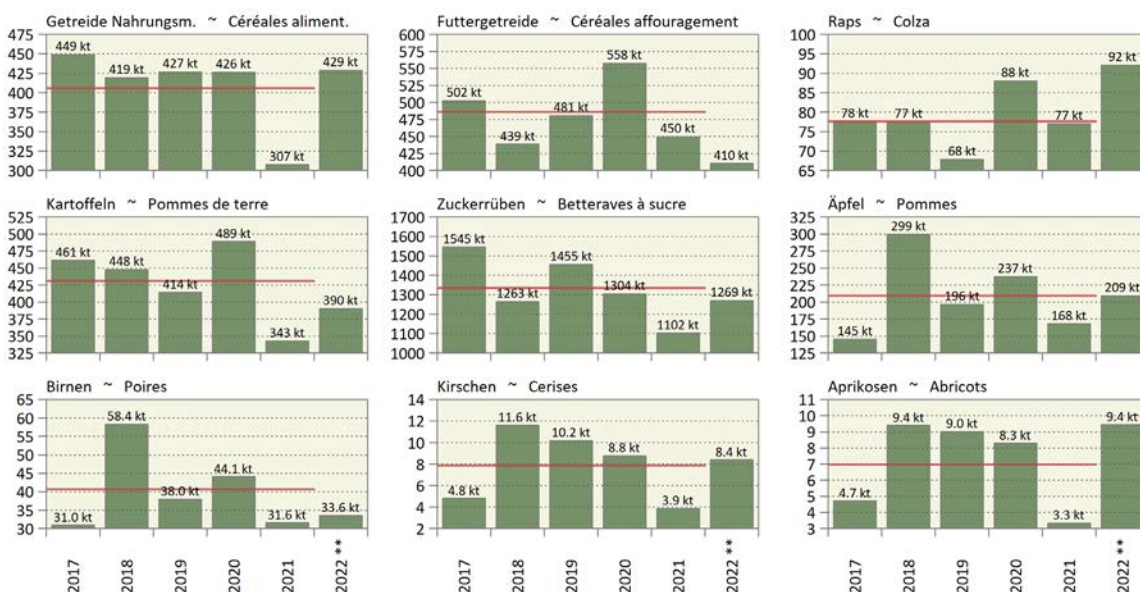 Getreide Nahrungsm. ~ Céréales aliment.
475
450
425
400
375
350
325
300
449 kt
419 kt
427 kt
426 kt
307 kt
429 kt
Futtergetreide ~ Céréales affouragement
600
575
550
525
500
475
450
425
400
502 kt
439 kt
481 kt
558 kt
450 kt
410 kt
Raps ~ Colza
100
95
90
85
80
75
70
65
78 kt
77 kt
68 kt
88 kt
77 kt
92 kt
Kartoffeln ~ Pommes de terre
525
500
475
450
425
400
375
350
325
461 kt
448 kt
414 kt
489 kt
343 kt
390 kt
Zuckerrüben ~ Betteraves à sucre
1700
1600
1500
1400
1300
1200
1100
1000
1545 kt
1263 kt
1455 kt
1304 kt
1102 kt
1269 kt
Äpfel ~ Pommes
325
300
275
250
225
200
175
150
125
145 kt
299 kt
196 kt
237 kt
168 kt
209 kt
Birnen ~ Poires
65
60
55
50
45
40
35
30
31.0 kt
58.4 kt
38.0 kt
44.1 kt
31.6 kt
33.6 kt
2017
2018
2019
2020
2021
2022 **
Kirschen ~ Cerises
14
12
10
8
6
4
2
4.8 kt
11.6 kt
10.2 kt
8.8 kt
3.9 kt
8.4 kt
2017
2018
2019
2020
2021
2022 **
Aprikosen ~ Abricots
11
10
9
8
7
6
5
4
3
4.7 kt
9.4 kt
9.0 kt
8.3 kt
3.3 kt
9.4 kt
2017
2018
2019
2020
2021
2022 **